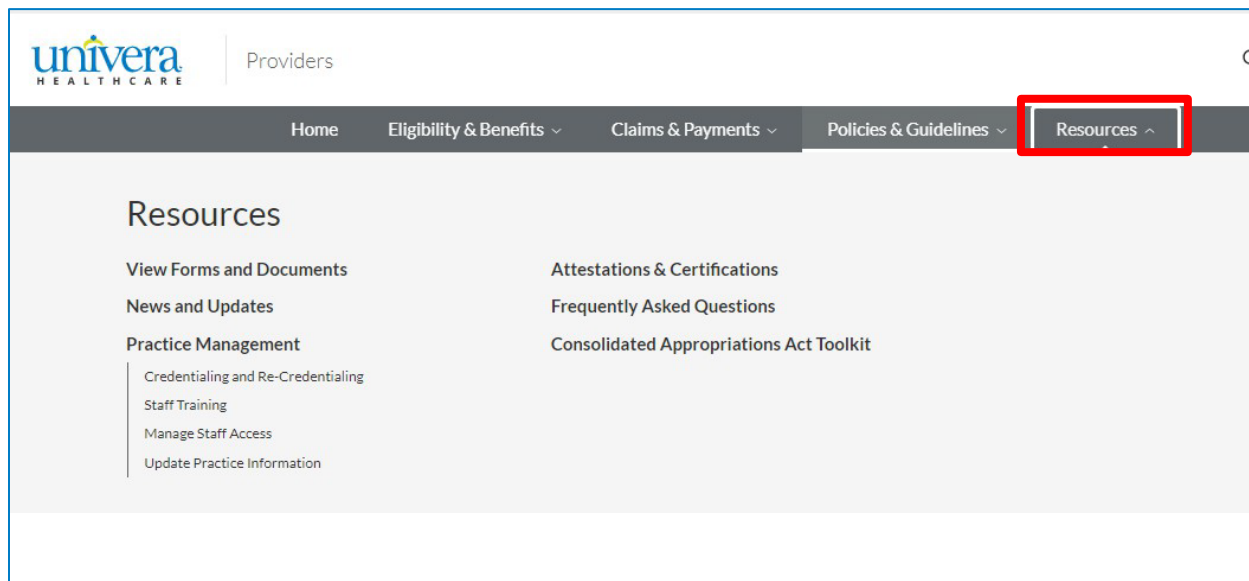 univera
HEALTHCARE
Providers
Home Eligibility & Benefits Claims & Payments Policies & Guidelines Resources
Resources
View Forms and Documents
News and Updates
Practice Management
Credentialing and Re-Credentialing
Staff Training
Manage Staff Access
Update Practice Information
Attestations & Certifications
Frequently Asked Questions
Consolidated Appropriations Act Toolkit